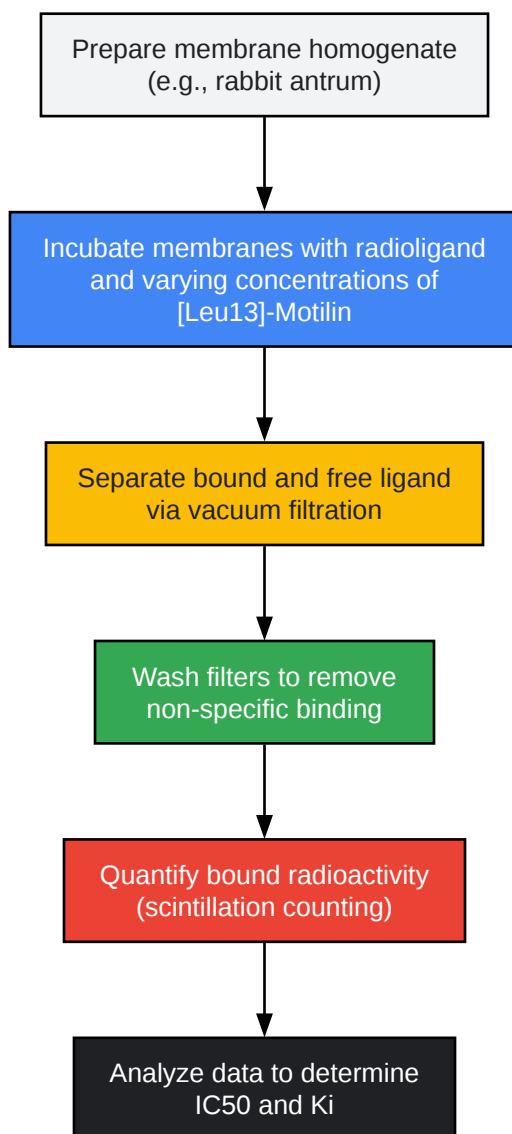 Prepare membrane homogenate
(e.g., rabbit antrum)
Incubate membranes with radioligand
and varying concentrations of
[Leu13]-Motilin
Separate bound and free ligand
via vacuum filtration
Wash filters to remove
non-specific binding
Quantify bound radioactivity
(scintillation counting)
Analyze data to determine
IC50 and Ki